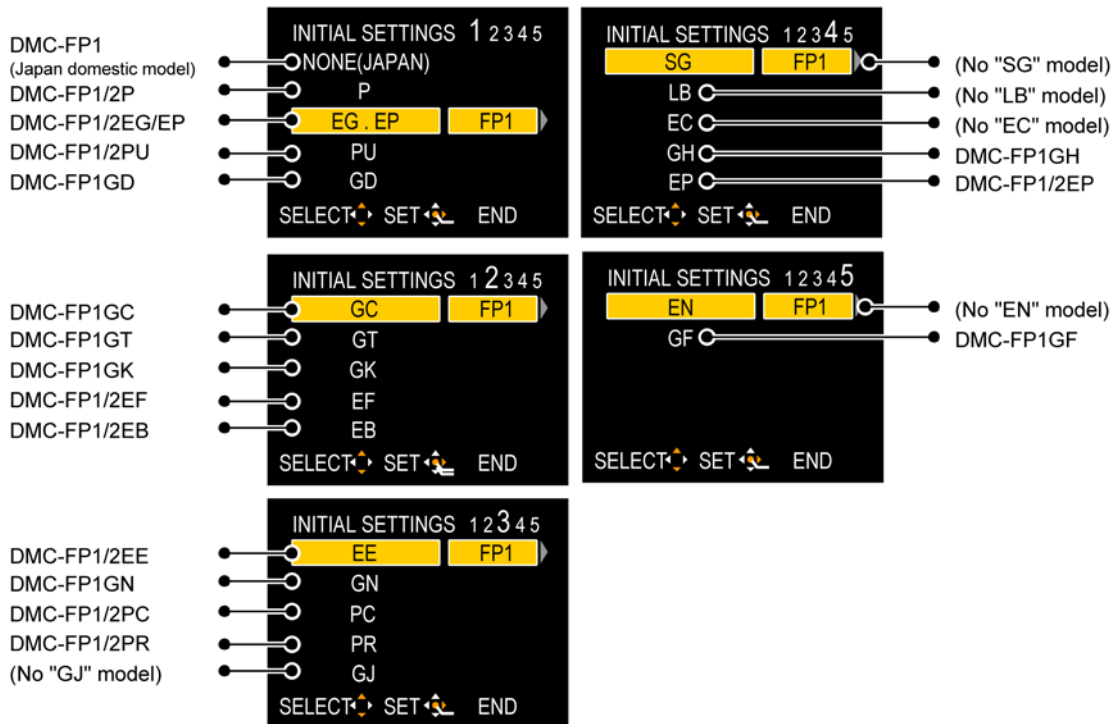 DMC-FP1
(Japan domestic model)
DMC-FP1/2P
DMC-FP1/2EG/EP
DMC-FP1/2PU
DMC-FP1GD
INITIAL SETTINGS 1 2 3 4 5
NONE(JAPAN)
P
EG . EP FP1
PU
GD
SELECT SET END
INITIAL SETTINGS 1 2 3 4 5
SG FP1
LB
EC
GH
EP
SELECT SET END
(No "SG" model)
(No "LB" model)
(No "EC" model)
DMC-FP1GH
DMC-FP1/2EP
DMC-FP1GC
DMC-FP1GT
DMC-FP1GK
DMC-FP1/2EF
DMC-FP1/2EB
INITIAL SETTINGS 1 2 3 4 5
GC FP1
GT
GK
EF
EB
SELECT SET END
INITIAL SETTINGS 1 2 3 4 5
EN FP1
GF
SELECT SET END
(No "EN" model)
DMC-FP1GF
DMC-FP1/2EE
DMC-FP1GN
DMC-FP1/2PC
DMC-FP1/2PR
(No "GJ" model)
INITIAL SETTINGS 1 2 3 4 5
EE FP1
GN
PC
PR
GJ
SELECT SET END